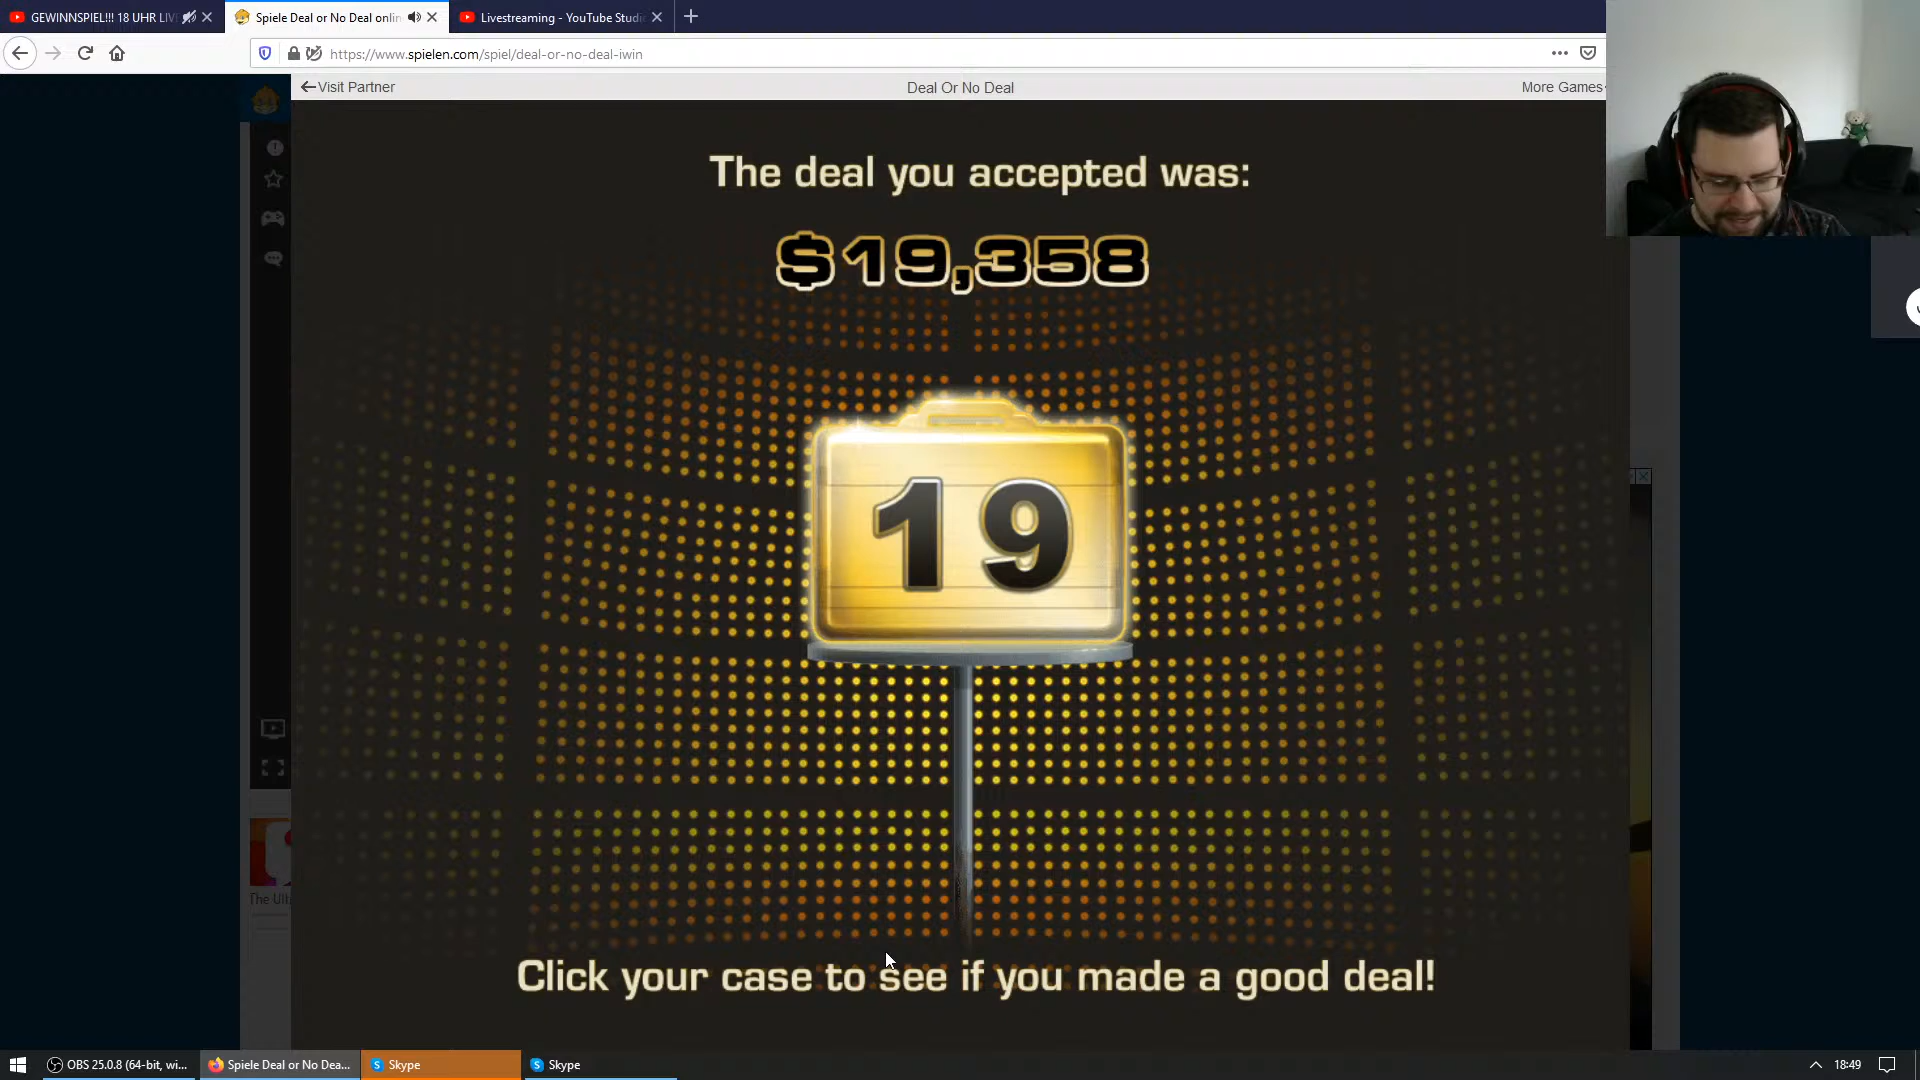 GEWINNSPIEL!!! 18 UHR LIV
Spiele Deal or No Deal onlin
Livestreaming - YouTube Studi
https://www.spielen.com/spiel/deal-or-no-deal-iwin
Visit Partner
Deal Or No Deal
More Games
The deal you accepted was:
$19,358
19
The Ult
Click your case to see if you made a good deal!
OBS 25.0.8 (64-bit, wi...
Spiele Deal or No Dea...
Skype
Skype
18:49